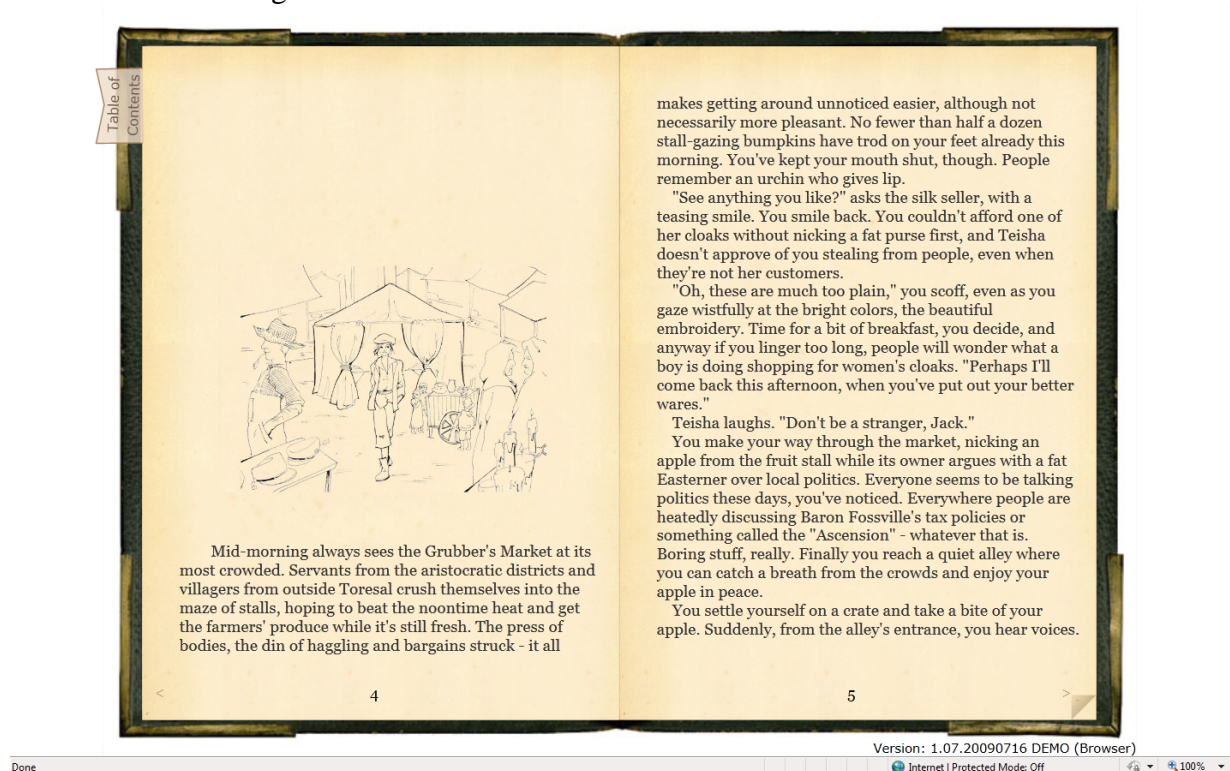 Table of
Contents
Mid-morning always sees the Grubber's Market at its
most crowded. Servants from the aristocratic districts and
villagers from outside Toresal crush themselves into the
maze of stalls, hoping to beat the noontime heat and get
the farmers' produce while it's still fresh. The press of
bodies, the din of haggling and bargains struck - it all
<
4
makes getting around unnoticed easier, although not
necessarily more pleasant. No fewer than half a dozen
stall-gazing bumpkins have trod on your feet already this
morning. You've kept your mouth shut, though. People
remember an urchin who gives lip.
"See anything you like?" asks the silk seller, with a
teasing smile. You smile back. You couldn't afford one of
her cloaks without nicking a fat purse first, and Teisha
doesn't approve of you stealing from people, even when
they're not her customers.
"Oh, these are much too plain," you scoff, even as you
gaze wistfully at the bright colors, the beautiful
embroidery. Time for a bit of breakfast, you decide, and
anyway if you linger too long, people will wonder what a
boy is doing shopping for women's cloaks. "Perhaps I'll
come back this afternoon, when you've put out your better
wares."
Teisha laughs. "Don't be a stranger, Jack."
You make your way through the market, nicking an
apple from the fruit stall while its owner argues with a fat
Easterner over local politics. Everyone seems to be talking
politics these days, you've noticed. Everywhere people are
heatedly discussing Baron Fossville's tax policies or
something called the "Ascension" - whatever that is.
Boring stuff, really. Finally you reach a quiet alley where
you can catch a breath from the crowds and enjoy your
apple in peace.
You settle yourself on a crate and take a bite of your
apple. Suddenly, from the alley's entrance, you hear voices.
5
>
Version: 1.07.20090716 DEMO (Browser)
Done
Internet | Protected Mode: Off
100%